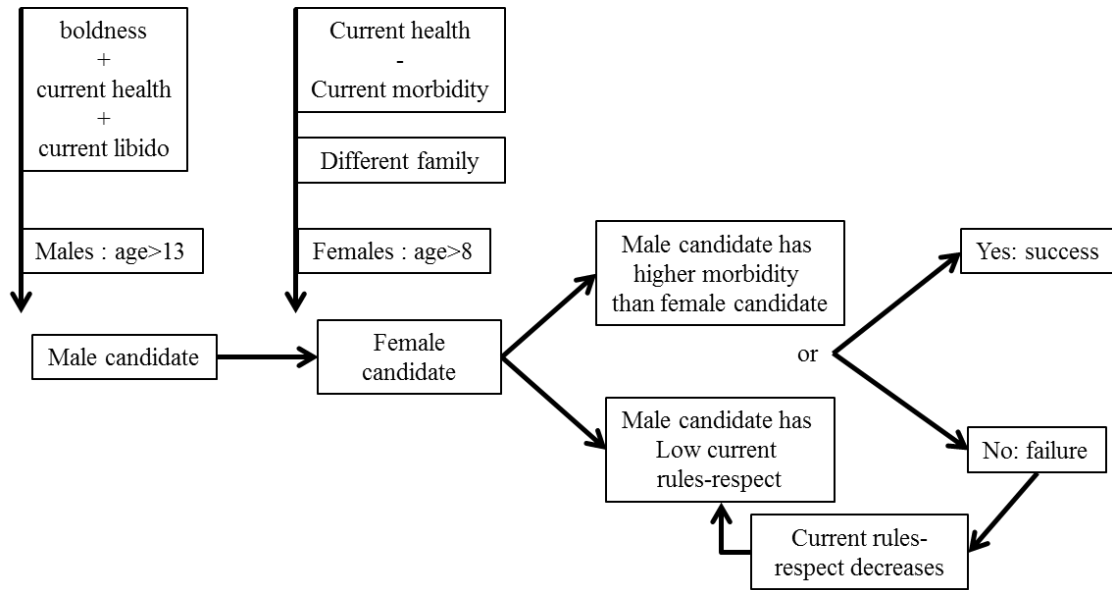 boldness
+
current health
+
current libido
Males : age>13
Male candidate
Current health
-
Current morbidity
Different family
Females : age>8
Female
candidate
Male candidate has
higher morbidity
than female candidate
or
Male candidate has
Low current
rules-respect
Yes: success
No: failure
Current rules-
respect decreases